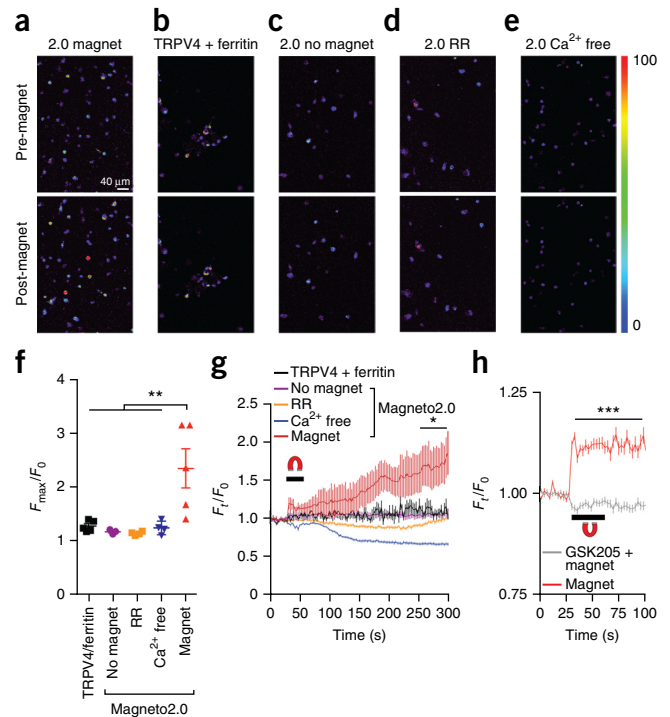 a
b
c
d
e
2.0 magnet
TRPV4 + ferritin
2.0 no magnet
2.0 RR
2.0 Ca2+ free
Pre-magnet
40 μm
Post-magnet
100
0
f
**
4
3
2
1
0
Fmax/F0
TRPV4/ferritin
No magnet
RR
Ca2+ free
Magnet
Magneto2.0
g
TRPV4 + ferritin
No magnet
RR
Ca2+ free
Magnet
Magneto2.0
*
2.5
2.0
1.5
1.0
0.5
0
Ft/F0
0 50 100 150 200 250 300
Time (s)
h
***
1.25
1.00
0.75
Ft/F0
GSK205 +
magnet
Magnet
0 25 50 75 100
Time (s)